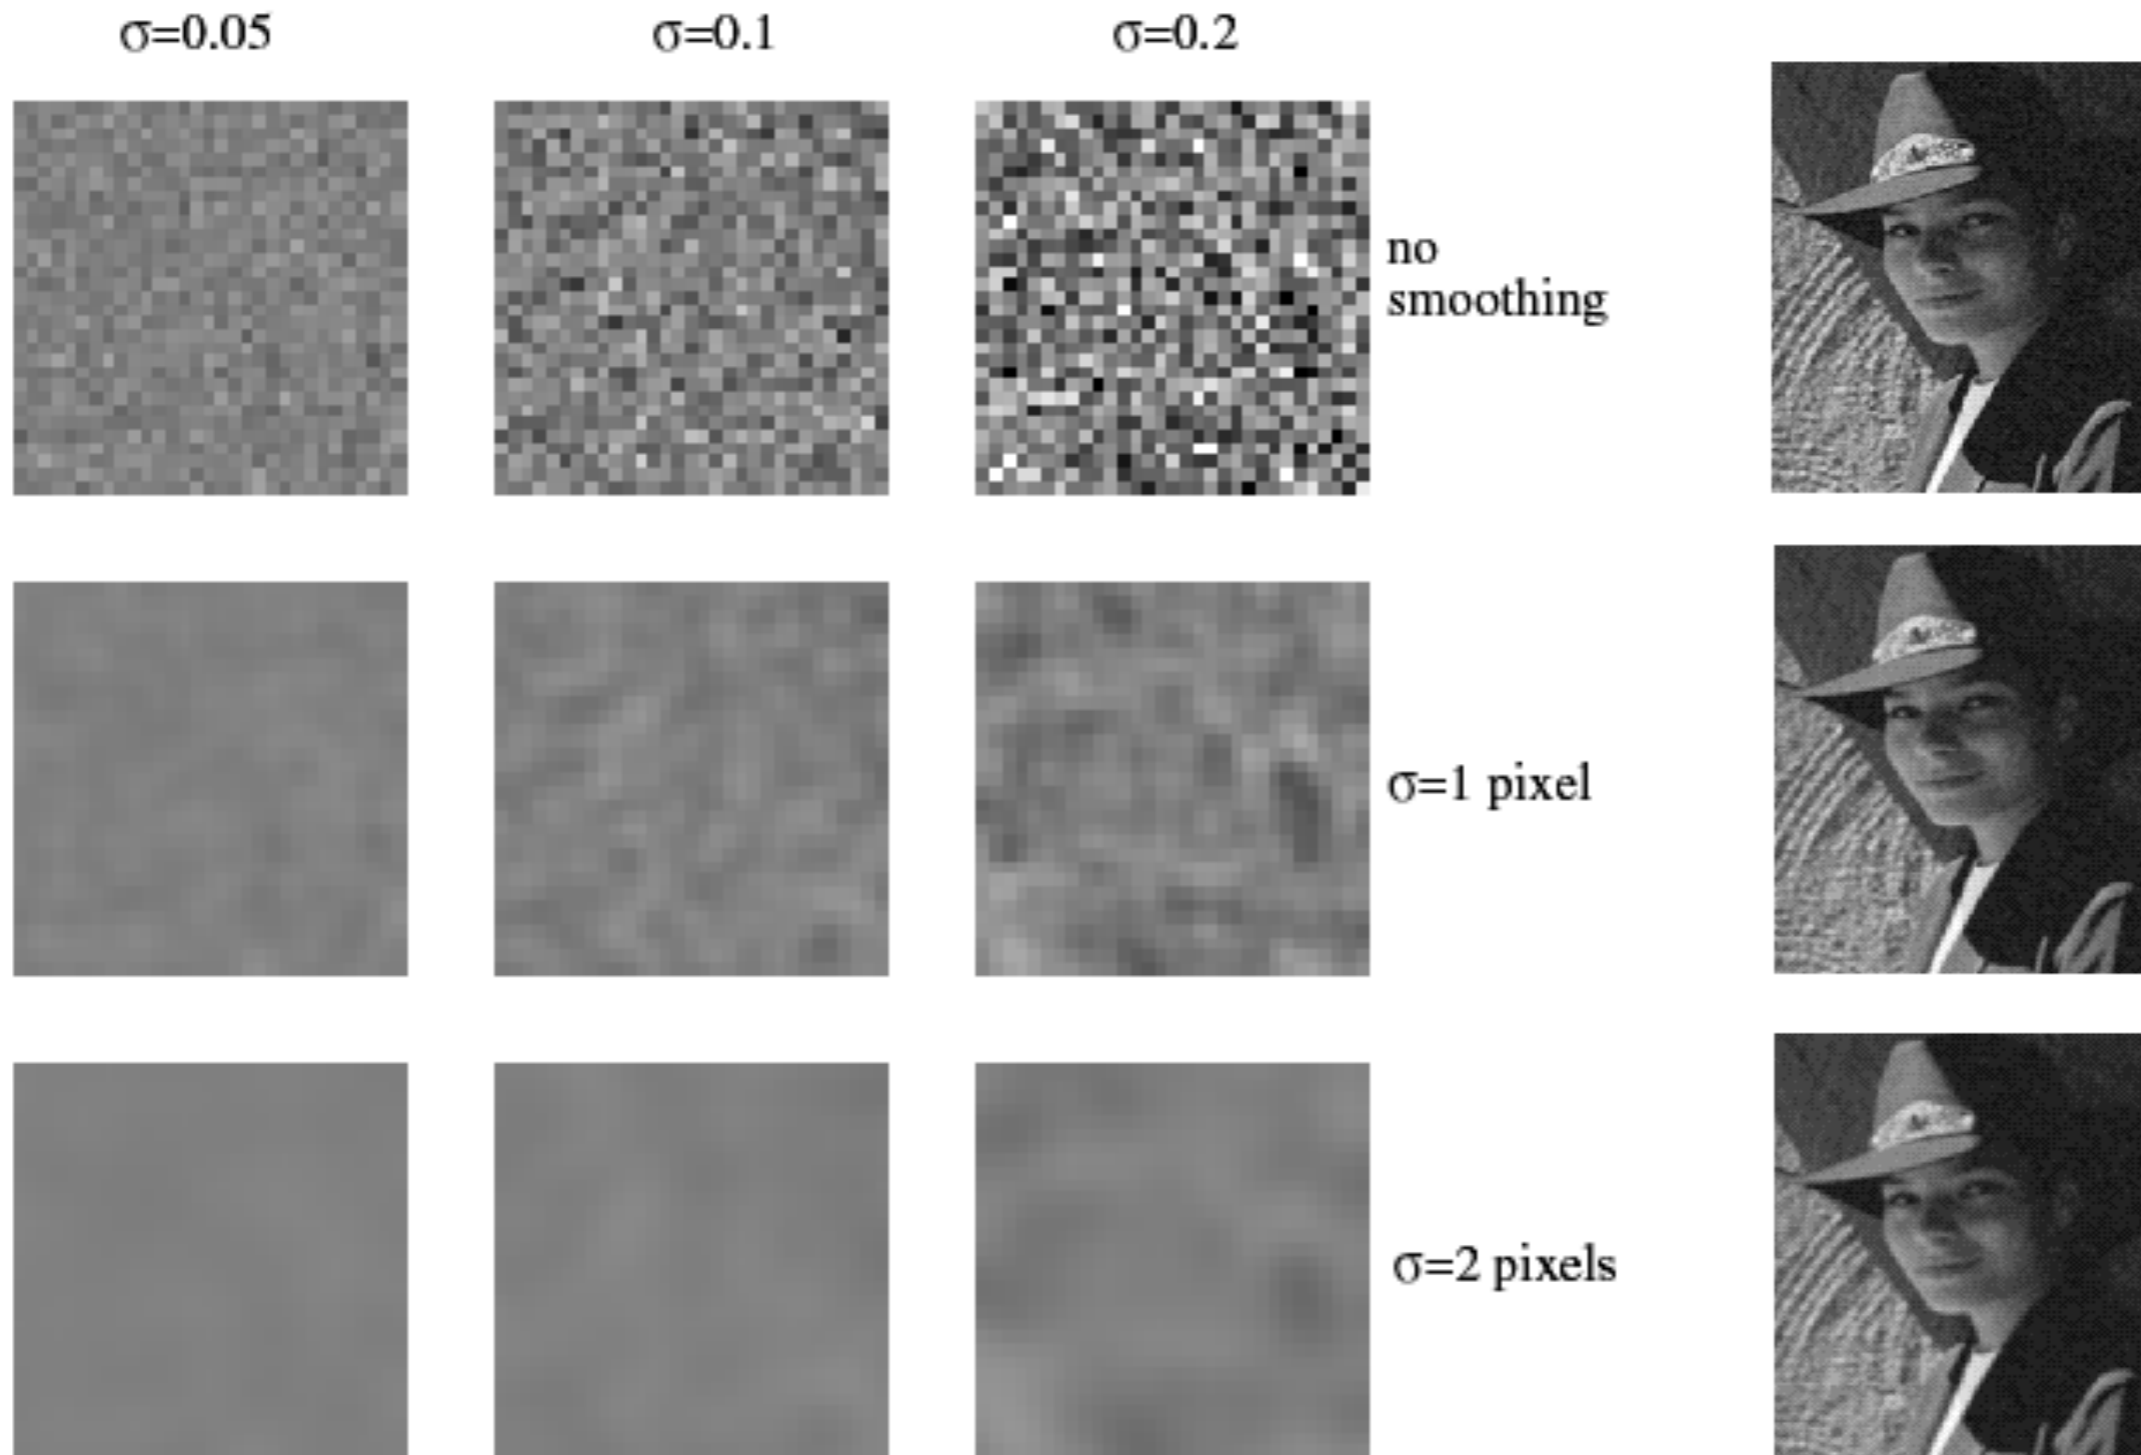 σ=0.05
σ=0.1
σ=0.2
no
smoothing
σ=1 pixel
σ=2 pixels